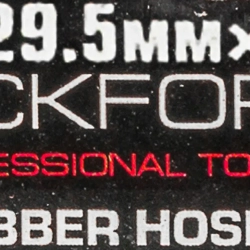 29.5MM×
CKFOR
ESSIONAL TO
BBER HOS